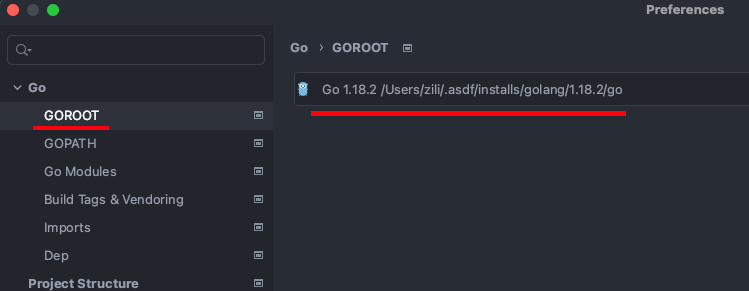 Preferences
Go
GOROOT
GOPATH
Go Modules
Build Tags & Vendoring
Imports
Dep
Project Structure
Go › GOROOT
Go 1.18.2 /Users/zili/.asdf/installs/golang/1.18.2/go